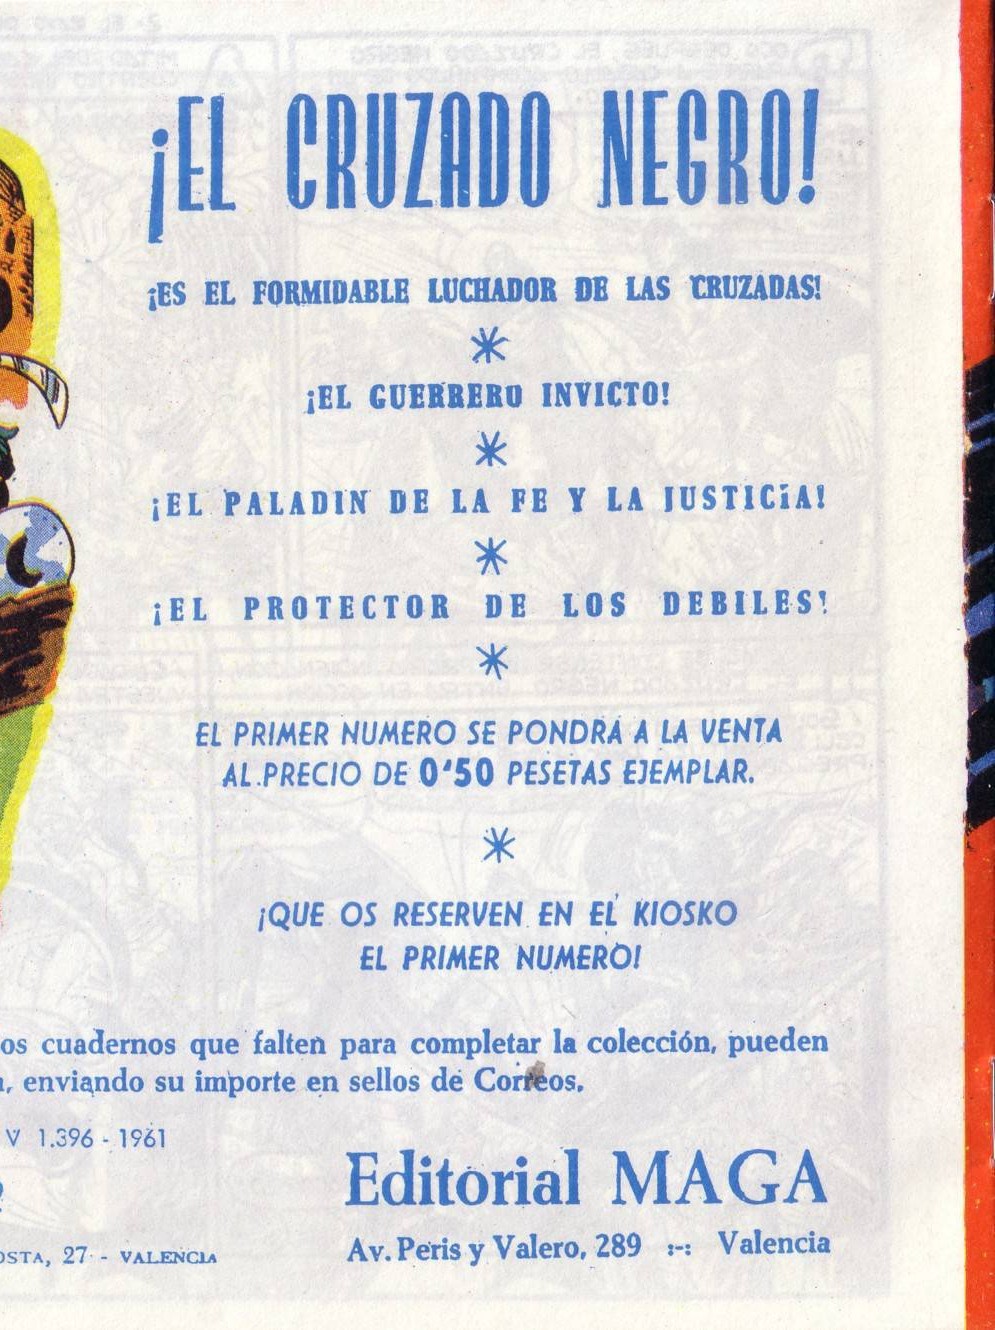 ¡EL CRUZADO NEGRO!
¡ES EL FORMIDABLE LUCHADOR DE LAS CRUZADAS!
¡EL GUERRERO INVICTO!
¡EL PALADIN DE LA FE Y LA JUSTICIA!
¡EL PROTECTOR DE LOS DEBILES!
EL PRIMER NUMERO SE PONDRÁ A LA VENTA
AL PRECIO DE 0'50 PESETAS EJEMPLAR.
¡QUE OS RESERVEN EN EL KIOSKO
EL PRIMER NUMERO!
os cuadernos que falten para completar la colección, pueden
, enviando su importe en sellos de Correos.
V 1.396 - 1961
Editorial MAGA
Av. Peris y Valero, 289 :-: Valencia
OSTA, 27 - VALENCIA